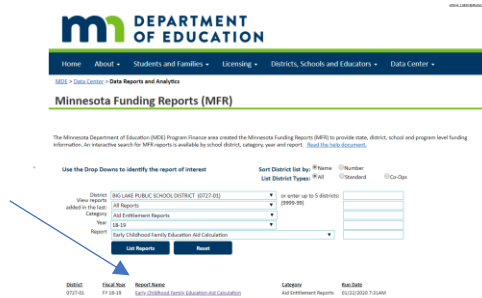 DEPARTMENT
OF EDUCATION
Home About Students and Families Licensing Districts, Schools and Educators Data Center
MDE > Data Center > Data Reports and Analytics
Minnesota Funding Reports (MFR)
The Minnesota Department of Education (MDE) Program Finance area created the Minnesota Funding Reports (MFR) to provide state, district, school and program level funding
information. An interactive search for MFR reports is available by school district, category, year and report. Read the help document.
Use the Drop Downs to identify the report of interest Sort District list by: Name Number
List District Types: All Standard Co-Ops
District BIG LAKE PUBLIC SCHOOL DISTRICT (0727-01) or enter up to 5 districts:
View reports added in the last: All Reports [9999-99]
Category Aid Entitlement Reports
Year 18-19
Report Early Childhood Family Education Aid Calculation
List Reports Reset
District Fiscal Year Report Name Category Run Date
0727-01 FY 18-19 Early Childhood Family Education Aid Calculation Aid Entitlement Reports 01/22/2020 7:35AM